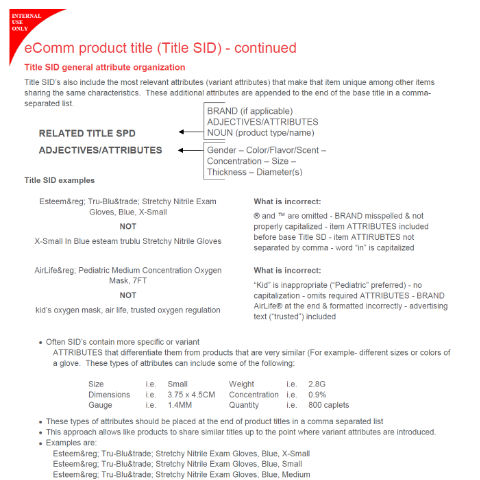 INTERNAL
USE
ONLY
eComm product title (Title SID) - continued
Title SID general attribute organization
Title SID's also include the most relevant attributes (variant attributes) that make that item unique among other items
sharing the same characteristics. These additional attributes are appended to the end of the base title in a comma-
separated list.
BRAND (if applicable)
ADJECTIVES/ATTRIBUTES
RELATED TITLE SPD
NOUN (product type/name)
ADJECTIVES/ATTRIBUTES
Gender – Color/Flavor/Scent –
Concentration – Size –
Thickness – Diameter(s)
Title SID examples
Esteem&reg; Tru-Blu&trade; Stretchy Nitrile Exam
Gloves, Blue, X-Small
NOT
X-Small In Blue esteam trublu Stretchy Nitrile Gloves
What is incorrect:
® and ™ are omitted - BRAND misspelled & not
properly capitalized - item ATTRIBUTES included
before base Title SD - item ATTIRUBTES not
separated by comma - word "in" is capitalized
AirLife&reg; Pediatric Medium Concentration Oxygen
Mask, 7FT
NOT
kid's oxygen mask, air life, trusted oxygen regulation
What is incorrect:
"Kid" is inappropriate ("Pediatric" preferred) - no
capitalization - omits required ATTRIBUTES - BRAND
AirLife® at the end & formatted incorrectly - advertising
text ("trusted") included
• Often SID's contain more specific or variant
ATTRIBUTES that differentiate them from products that are very similar (For example- different sizes or colors of
a glove. These types of attributes can include some of the following:
Size i.e. Small Weight i.e. 2.8G
Dimensions i.e. 3.75 x 4.5CM Concentration i.e. 0.9%
Gauge i.e. 1.4MM Quantity i.e. 800 caplets
• These types of attributes should be placed at the end of product titles in a comma separated list
• This approach allows like products to share similar titles up to the point where variant attributes are introduced.
• Examples are:
Esteem&reg; Tru-Blu&trade; Stretchy Nitrile Exam Gloves, Blue, X-Small
Esteem&reg; Tru-Blu&trade; Stretchy Nitrile Exam Gloves, Blue, Small
Esteem&reg; Tru-Blu&trade; Stretchy Nitrile Exam Gloves, Blue, Medium